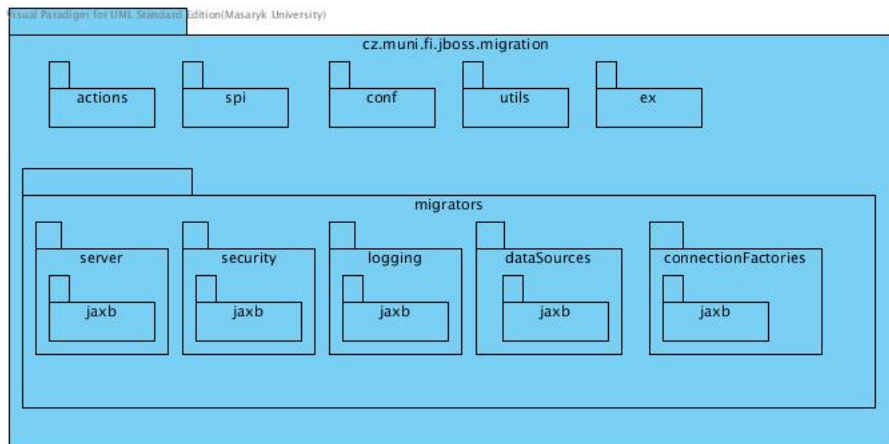 Visual Paradigm for UML Standard Edition(Masaryk University)
cz.muni.fi.jboss.migration
actions spi conf utils ex
migrators
server security logging dataSources connectionFactories
jaxb jaxb jaxb jaxb jaxb